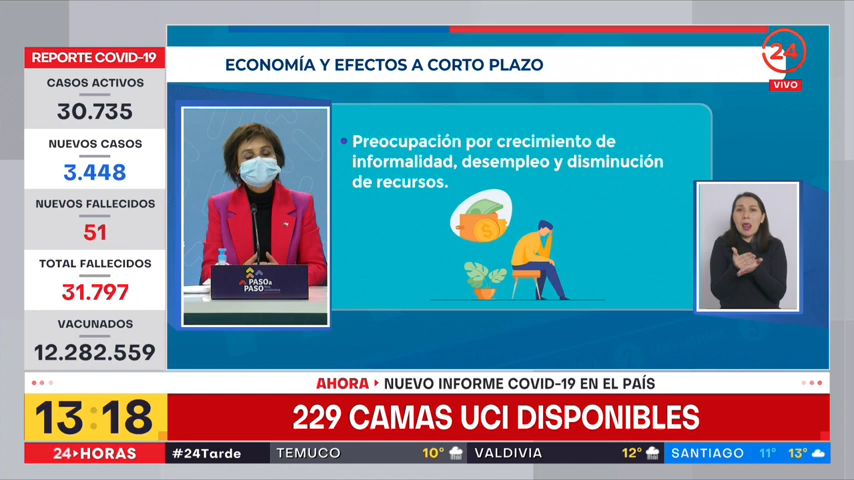 REPORTE COVID-19
CASOS ACTIVOS
30.735
NUEVOS CASOS
3.448
NUEVOS FALLECIDOS
51
TOTAL FALLECIDOS
31.797
VACUNADOS
12.282.559
ECONOMÍA Y EFECTOS A CORTO PLAZO
24
VIVO
Preocupación por crecimiento de
informalidad, desempleo y disminución
de recursos.
PASO a
PASO
AHORA NUEVO INFORME COVID-19 EN EL PAÍS
13:18
229 CAMAS UCI DISPONIBLES
24 HORAS
#24Tarde
TEMUCO 10°
VALDIVIA 12°
SANTIAGO 11° 13°